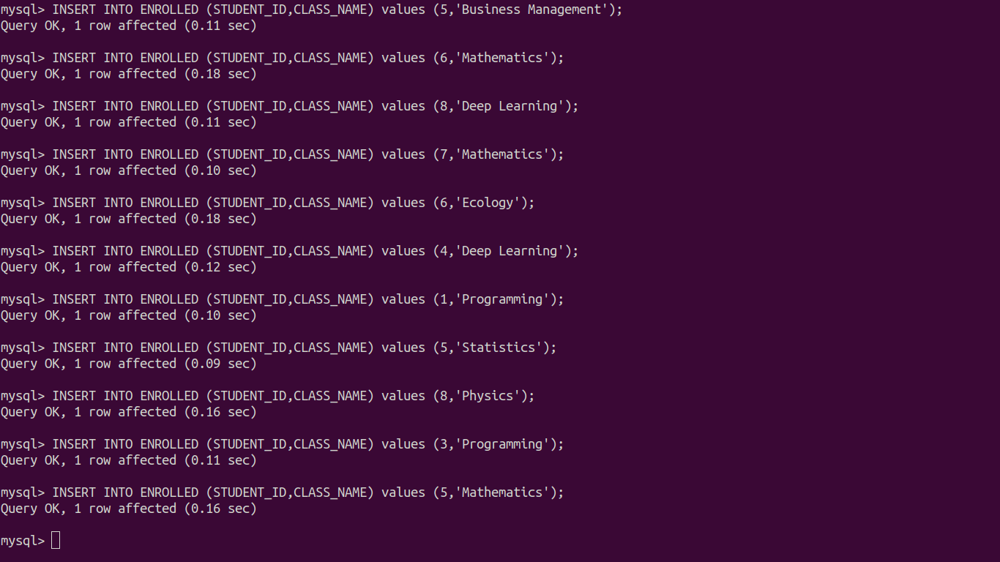 mysql> INSERT INTO ENROLLED (STUDENT_ID,CLASS_NAME) values (5,'Business Management');
Query OK, 1 row affected (0.11 sec)
mysql> INSERT INTO ENROLLED (STUDENT_ID,CLASS_NAME) values (6,'Mathematics');
Query OK, 1 row affected (0.18 sec)
mysql> INSERT INTO ENROLLED (STUDENT_ID,CLASS_NAME) values (8,'Deep Learning');
Query OK, 1 row affected (0.11 sec)
mysql> INSERT INTO ENROLLED (STUDENT_ID,CLASS_NAME) values (7,'Mathematics');
Query OK, 1 row affected (0.10 sec)
mysql> INSERT INTO ENROLLED (STUDENT_ID,CLASS_NAME) values (6,'Ecology');
Query OK, 1 row affected (0.18 sec)
mysql> INSERT INTO ENROLLED (STUDENT_ID,CLASS_NAME) values (4,'Deep Learning');
Query OK, 1 row affected (0.12 sec)
mysql> INSERT INTO ENROLLED (STUDENT_ID,CLASS_NAME) values (1,'Programming');
Query OK, 1 row affected (0.10 sec)
mysql> INSERT INTO ENROLLED (STUDENT_ID,CLASS_NAME) values (5,'Statistics');
Query OK, 1 row affected (0.09 sec)
mysql> INSERT INTO ENROLLED (STUDENT_ID,CLASS_NAME) values (8,'Physics');
Query OK, 1 row affected (0.16 sec)
mysql> INSERT INTO ENROLLED (STUDENT_ID,CLASS_NAME) values (3,'Programming');
Query OK, 1 row affected (0.11 sec)
mysql> INSERT INTO ENROLLED (STUDENT_ID,CLASS_NAME) values (5,'Mathematics');
Query OK, 1 row affected (0.16 sec)
mysql>